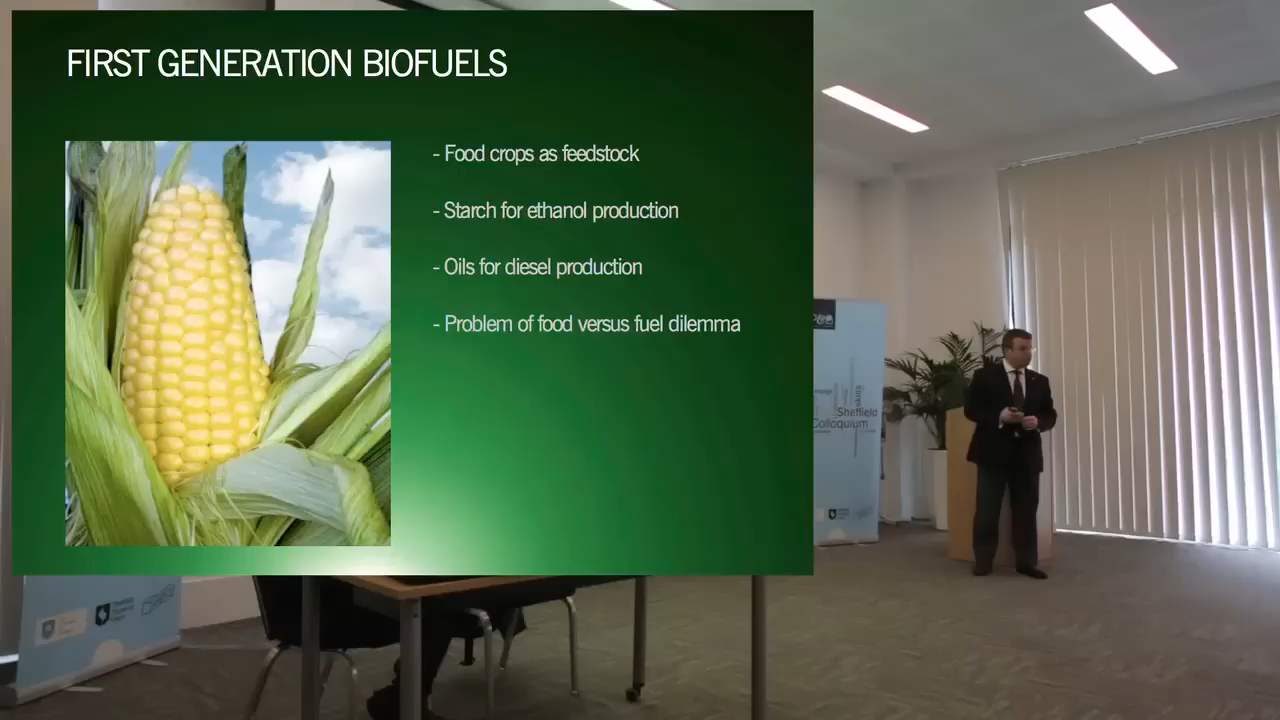 FIRST GENERATION BIOFUELS
- Food crops as feedstock
- Starch for ethanol production
- Oils for diesel production
- Problem of food versus fuel dilemma
skills
Sheffield
Colloquium